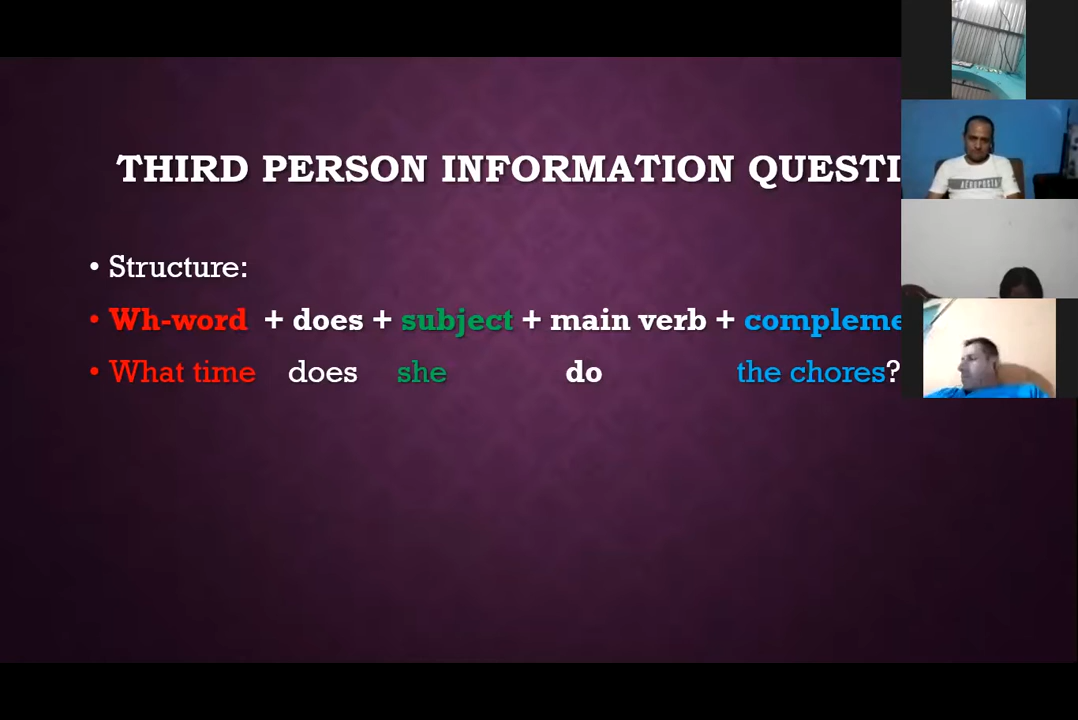 THIRD PERSON INFORMATION QUESTI
• Structure:
• Wh-word + does + subject + main verb + compleme
• What time does she do the chores?
AEROPOSTA